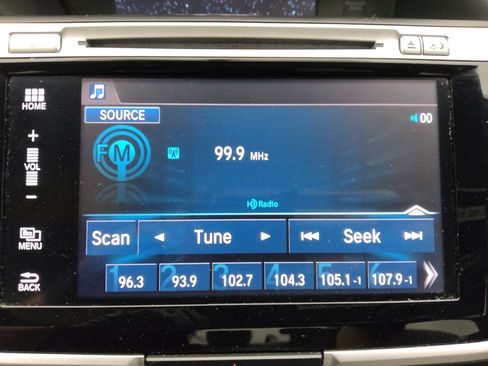 HOME
SOURCE
00
FM
99.9 MHz
+
VOL
-
HD Radio
MENU
Scan
Tune
Seek
BACK
1 2 3 4 5 6
96.3 93.9 102.7 104.3 105.1-1 107.9-1